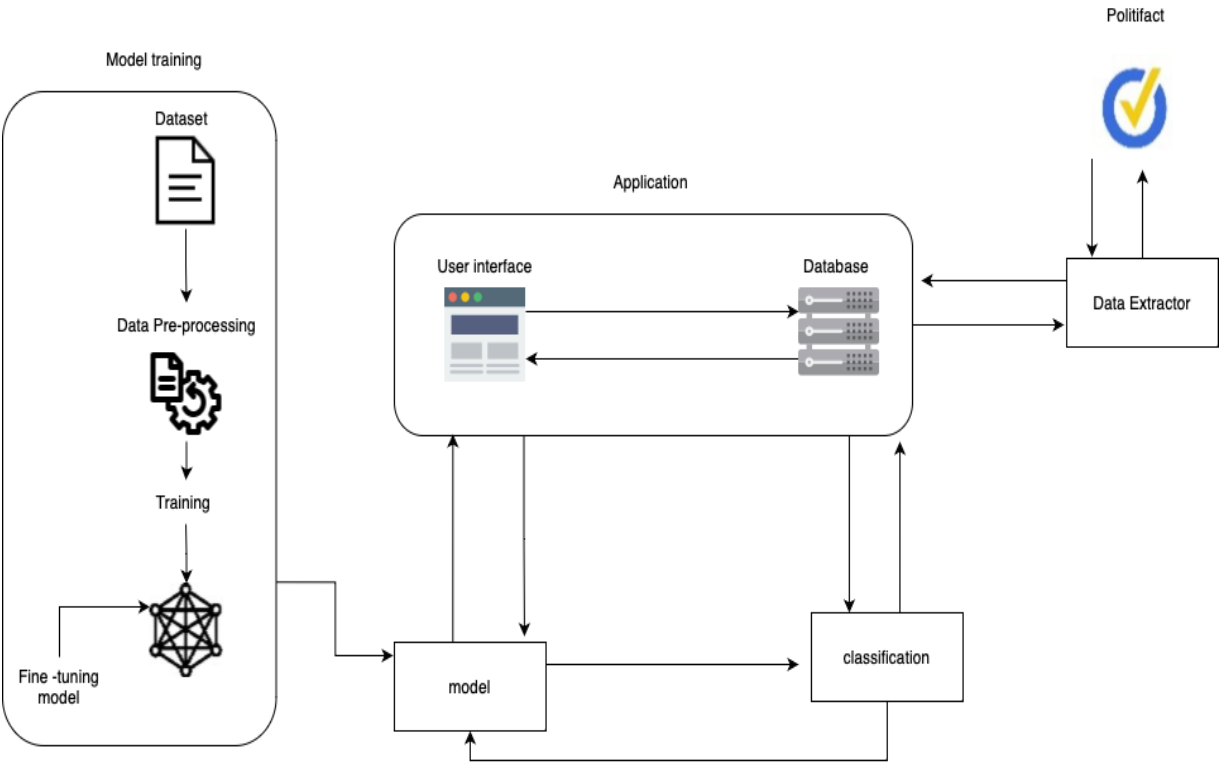 Politifact
Model training
Dataset
Application
User interface
Database
Data Extractor
Data Pre-processing
Training
Fine -tuning
model
model
classification